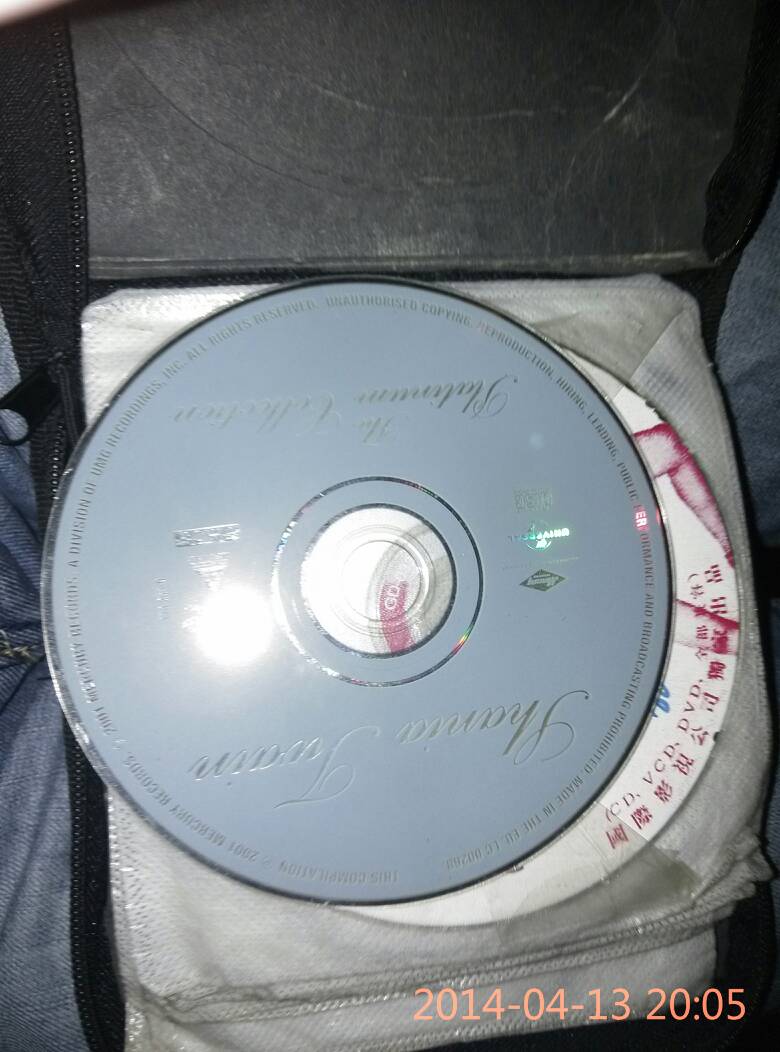 Shania Twain
The Platinum Collection
UNIVERSAL
Mercury
℗ 2001 MERCURY RECORDS. A DIVISION OF UMG RECORDINGS, INC. ALL RIGHTS RESERVED. UNAUTHORISED COPYING, REPRODUCTION, HIRING, LENDING, PUBLIC PERFORMANCE AND BROADCASTING PROHIBITED MADE IN THE EU. LC 00268
THIS COMPILATION ℗ 2001 MERCURY RECORDS.
CD,
(CD、VCD、DVD、
2014-04-13 20:05